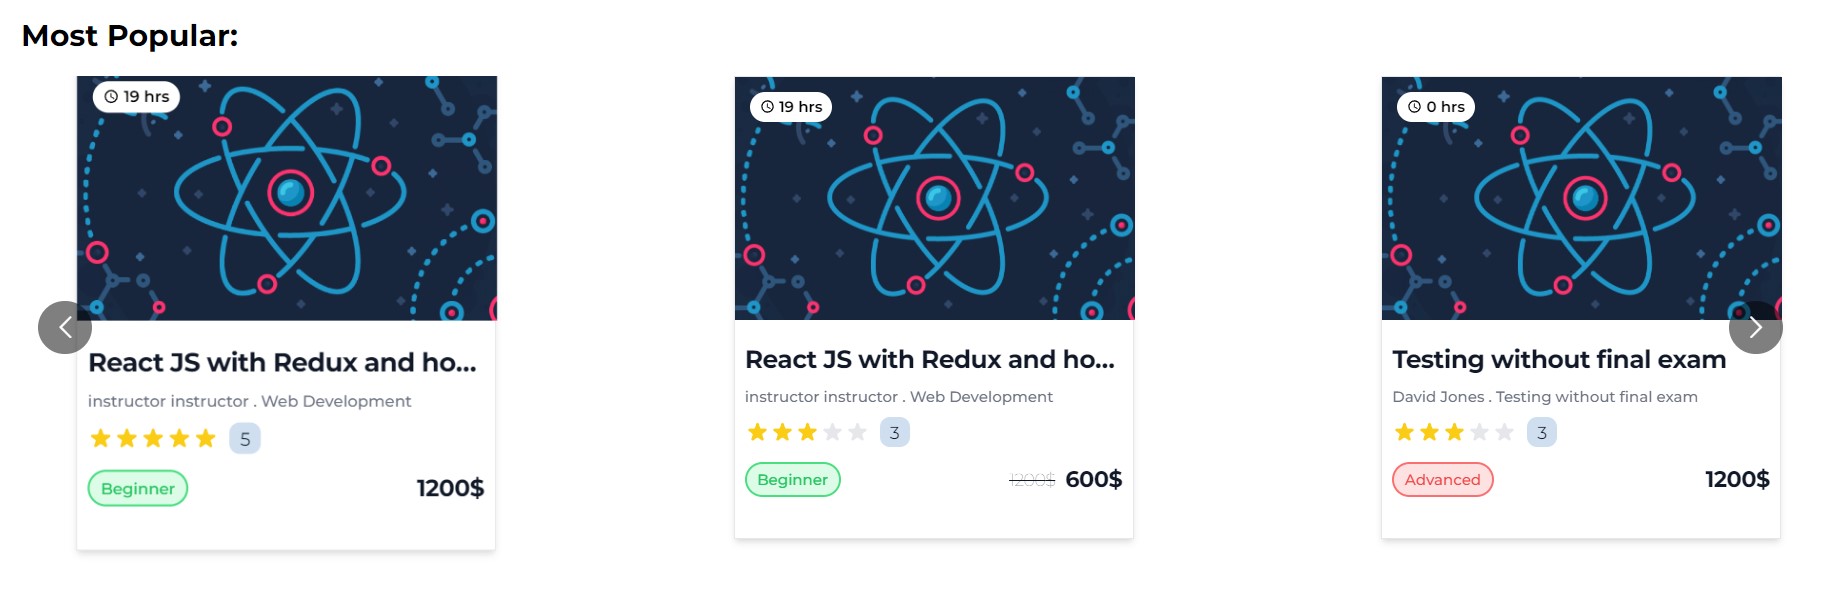 Most Popular:
19 hrs
React JS with Redux and ho...
instructor instructor . Web Development
5
Beginner
1200$
19 hrs
React JS with Redux and ho...
instructor instructor . Web Development
3
Beginner
1200$ 600$
0 hrs
Testing without final exam
David Jones . Testing without final exam
3
Advanced
1200$